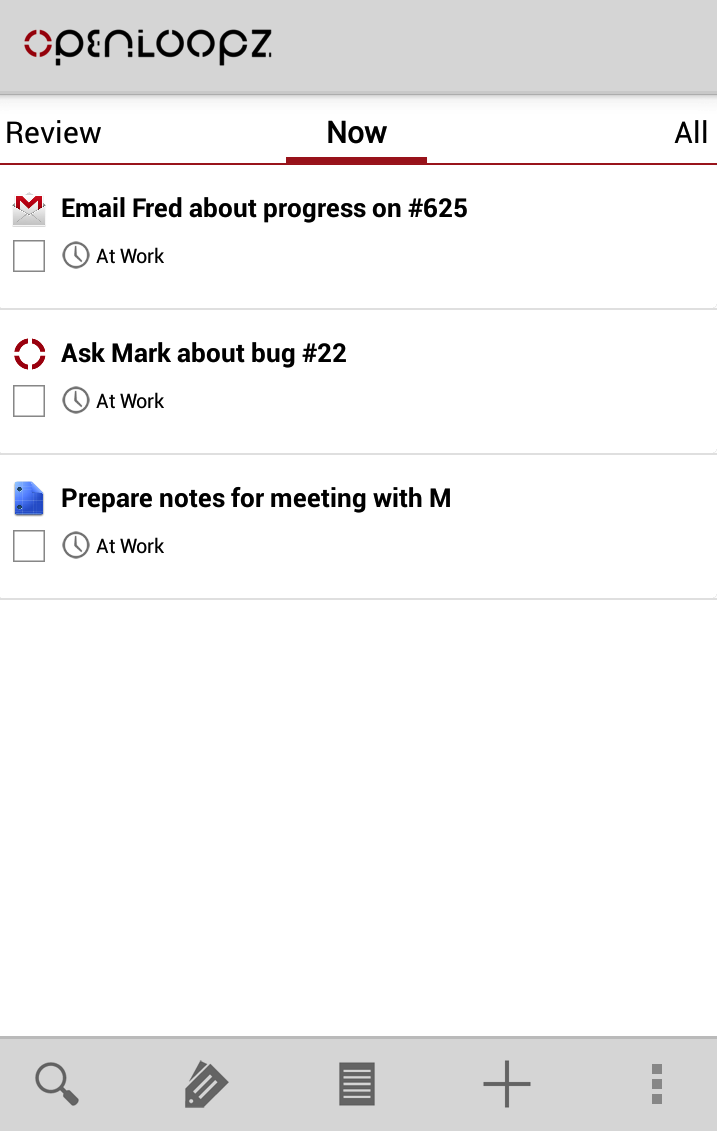 OPENLOOPZ
Review Now All
Email Fred about progress on #625
At Work
Ask Mark about bug #22
At Work
Prepare notes for meeting with M
At Work